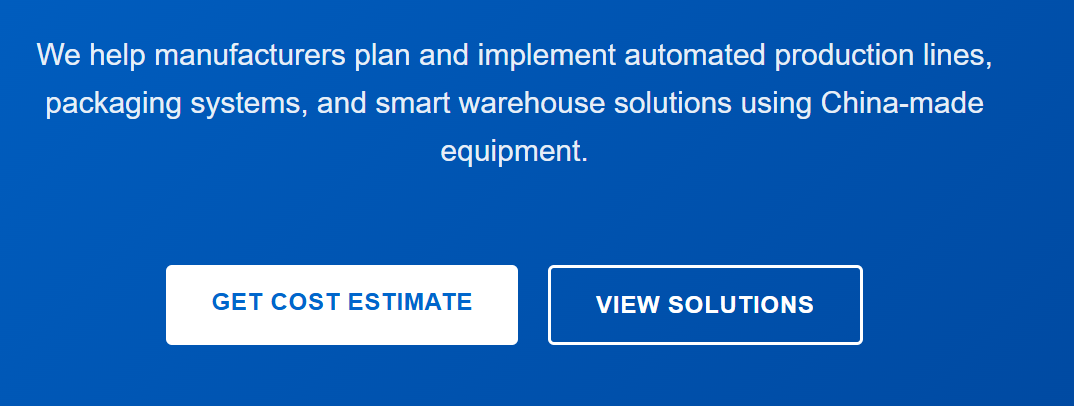 We help manufacturers plan and implement automated production lines,
packaging systems, and smart warehouse solutions using China-made
equipment.
GET COST ESTIMATE
VIEW SOLUTIONS